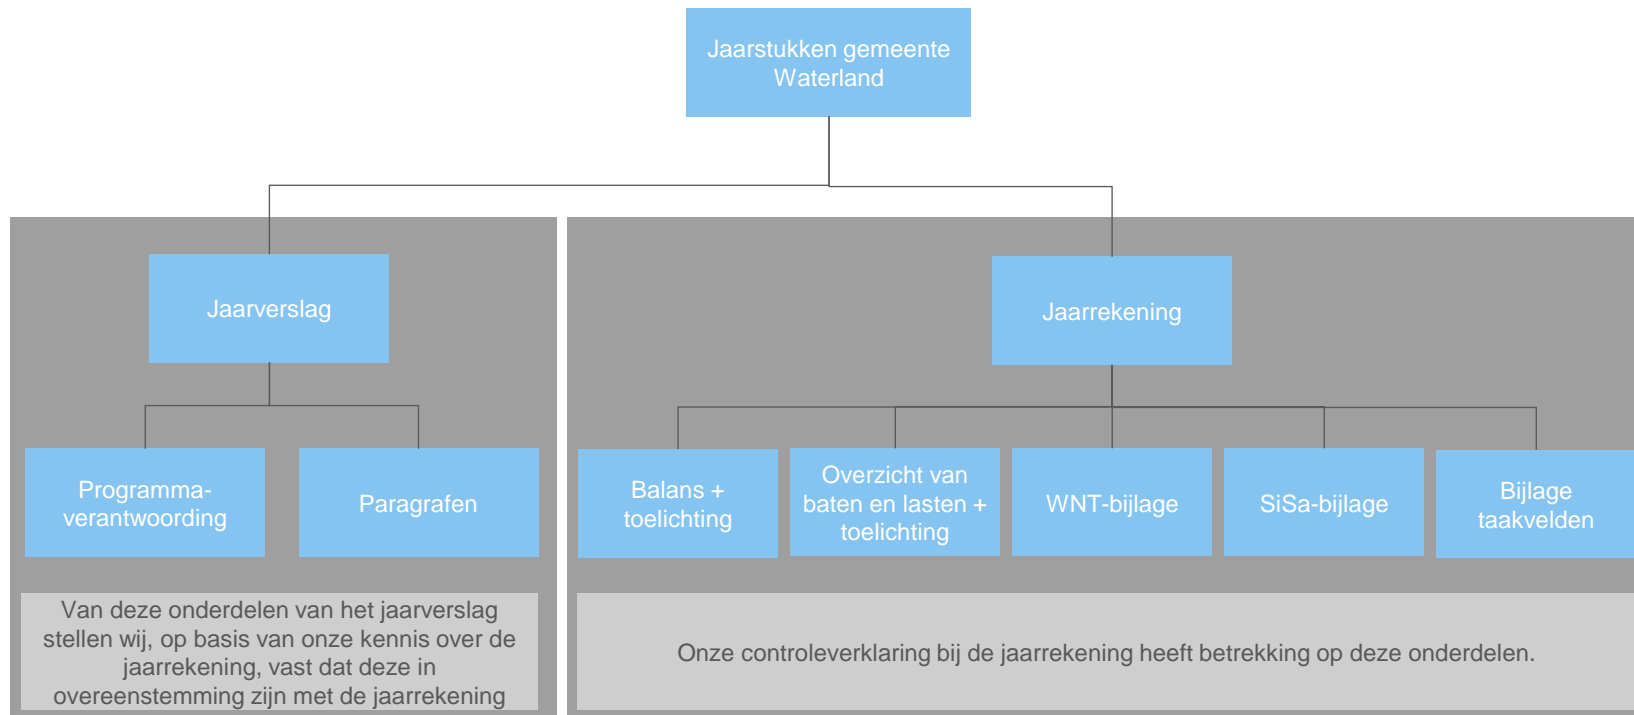 Jaarstukken gemeente
Waterland
Jaarverslag
Jaarrekening
Programma-
verantwoording
Paragrafen
Balans +
toelichting
Overzicht van
baten en lasten +
toelichting
WNT-bijlage
SiSa-bijlage
Bijlage
taakvelden
Van deze onderdelen van het jaarverslag
stellen wij, op basis van onze kennis over de
jaarrekening, vast dat deze in
overeenstemming zijn met de jaarrekening
Onze controleverklaring bij de jaarrekening heeft betrekking op deze onderdelen.